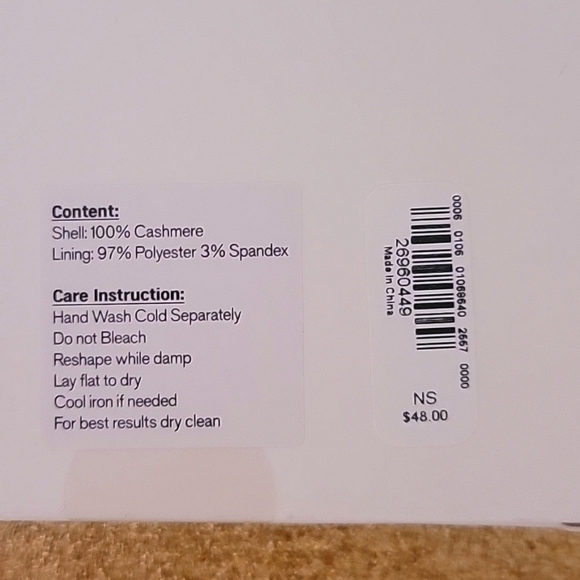 Content:
Shell: 100% Cashmere
Lining: 97% Polyester 3% Spandex
Care Instruction:
Hand Wash Cold Separately
Do not Bleach
Reshape while damp
Lay flat to dry
Cool iron if needed
For best results dry clean
0006 0106 01068640 2667 0000
26960449
Made In China
NS
$48.00